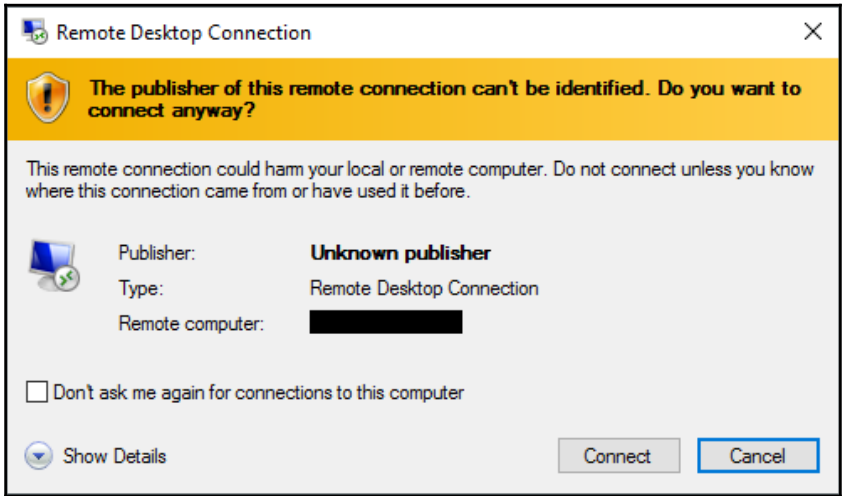 Remote Desktop Connection
The publisher of this remote connection can't be identified. Do you want to
connect anyway?
This remote connection could harm your local or remote computer. Do not connect unless you know
where this connection came from or have used it before.
Publisher: Unknown publisher
Type: Remote Desktop Connection
Remote computer:
Don't ask me again for connections to this computer
Show Details Connect Cancel